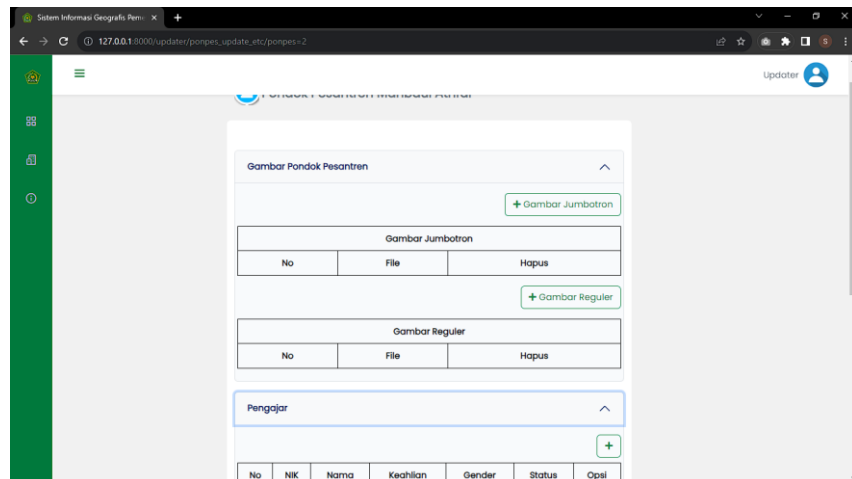 Sistem Informasi Geografis Peme
127.0.0.1:8000/updater/ponpes_update_etc/ponpes=2
S
Updater
Gambar Pondok Pesantren
+ Gambar Jumbotron
Gambar Jumbotron
No File Hapus
+ Gambar Reguler
Gambar Reguler
No File Hapus
Pengajar
+
No NIK Nama Keahlian Gender Status Opsi